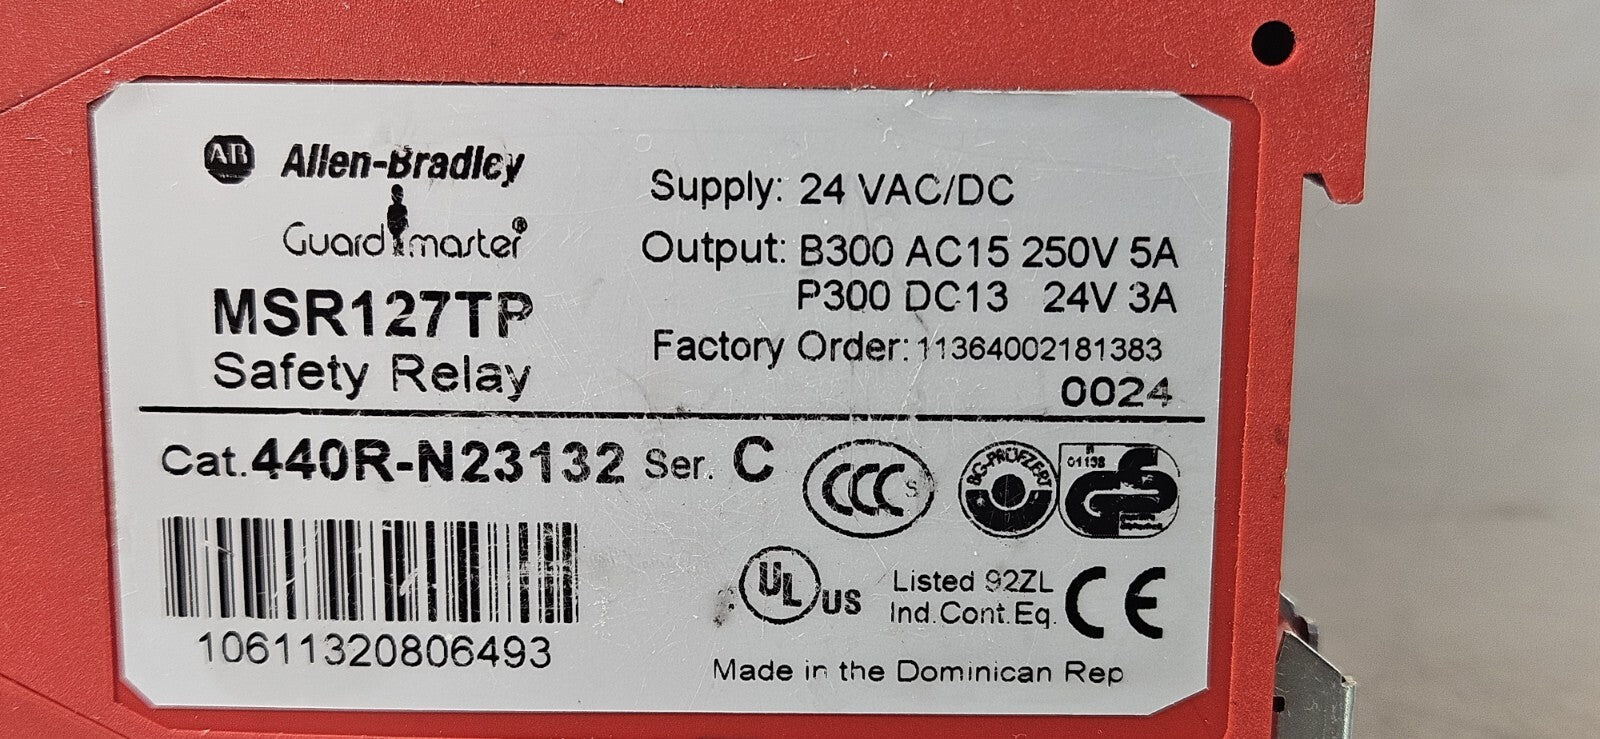 AB Allen-Bradley
Guardmaster®
MSR127TP
Safety Relay
Supply: 24 VAC/DC
Output: B300 AC15 250V 5A
P300 DC13 24V 3A
Factory Order: 11364002181383
0024
Cat. 440R-N23132 Ser. C
CCC S
BG-PRÜFZERT
01198
10611320806493
UL US
Listed 92ZL
Ind.Cont.Eq.
CE
Made in the Dominican Rep